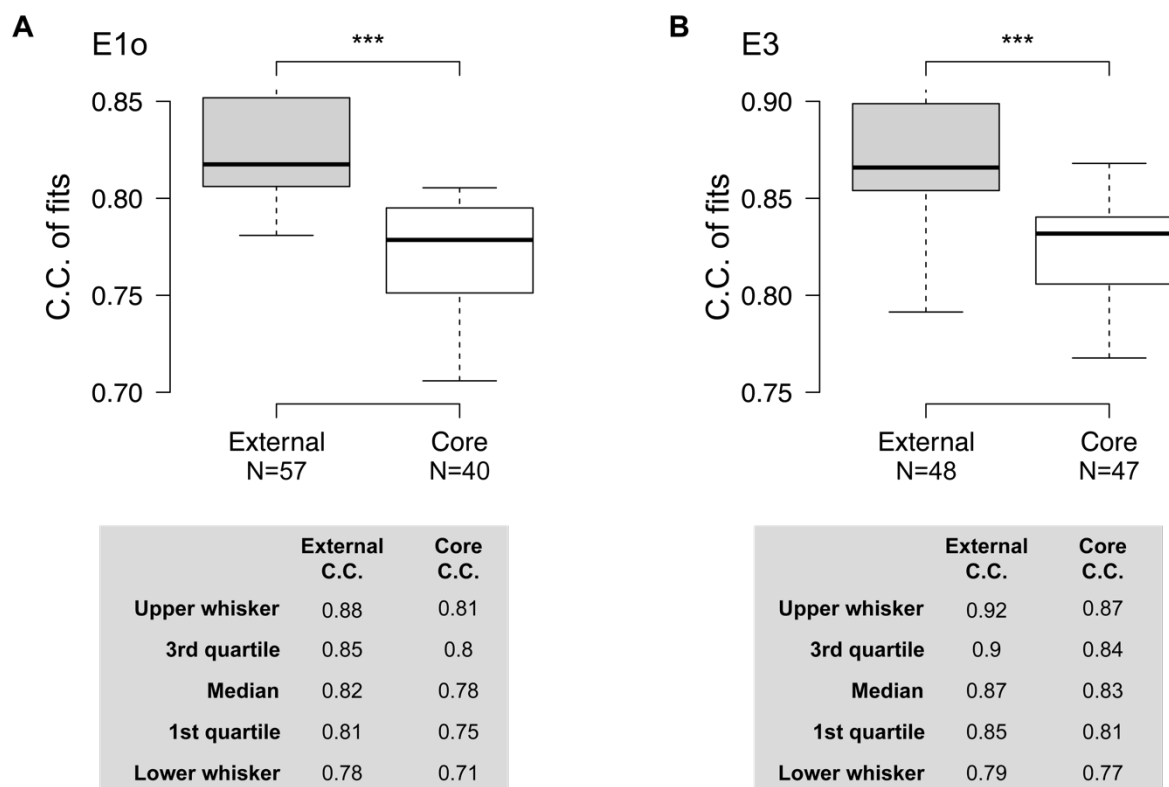 A
E1o
***
0.85
0.80
0.75
0.70
C.C. of fits
External
N=57
Core
N=40
External
C.C.
Core
C.C.
Upper whisker 0.88 0.81
3rd quartile 0.85 0.8
Median 0.82 0.78
1st quartile 0.81 0.75
Lower whisker 0.78 0.71
B
E3
***
0.90
0.85
0.80
0.75
C.C. of fits
External
N=48
Core
N=47
External
C.C.
Core
C.C.
Upper whisker 0.92 0.87
3rd quartile 0.9 0.84
Median 0.87 0.83
1st quartile 0.85 0.81
Lower whisker 0.79 0.77